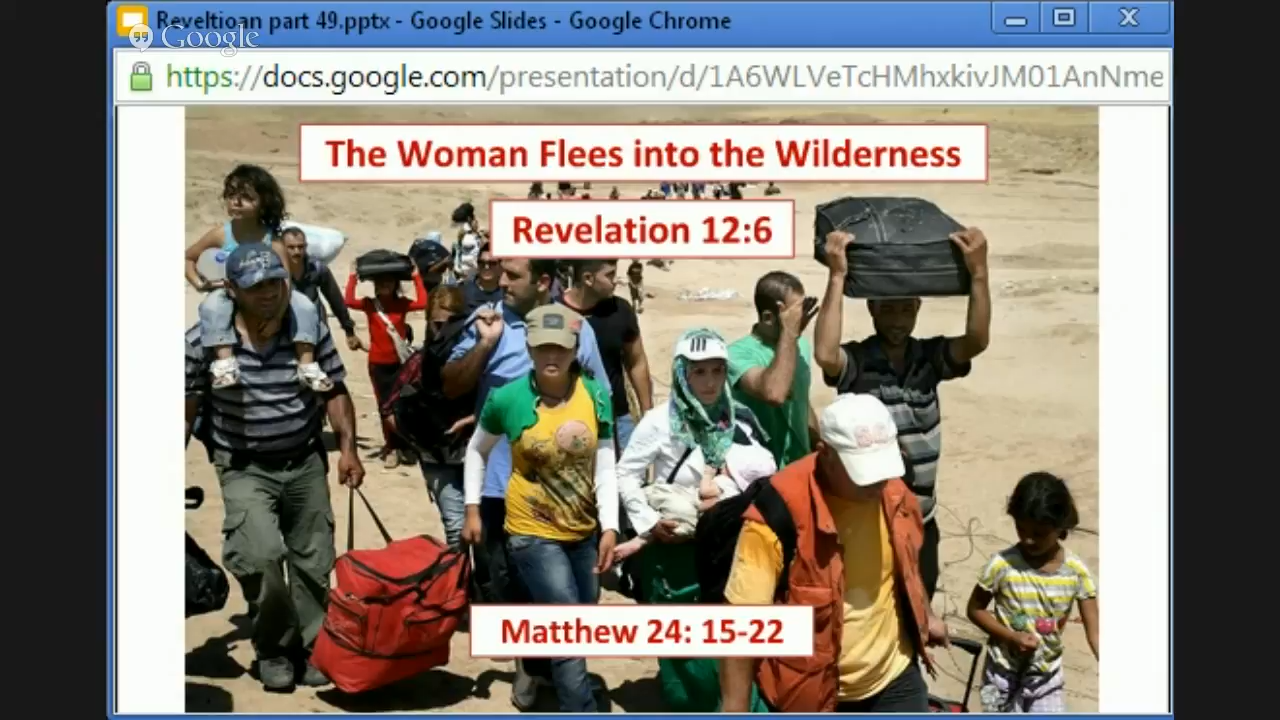 Reveltioan part 49.pptx - Google Slides - Google Chrome
Google
https://docs.google.com/presentation/d/1A6WLVeTcHMhxkivJM01AnNme
The Woman Flees into the Wilderness
Revelation 12:6
Matthew 24: 15-22